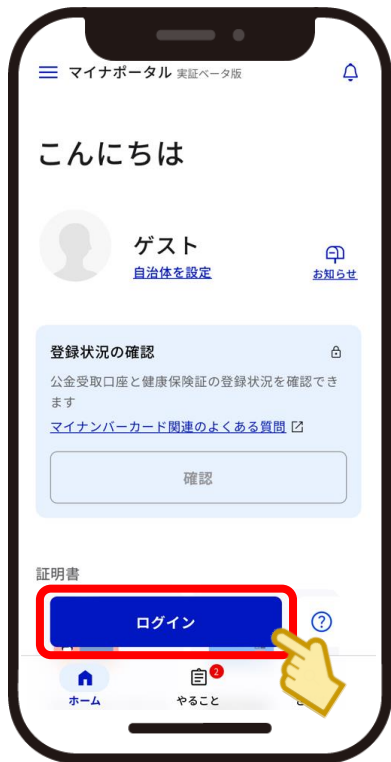 マイナポータル 実証ベータ版
こんにちは
ゲスト
自治体を設定
お知らせ
登録状況の確認
公金受取口座と健康保険証の登録状況を確認でき
ます
マイナンバーカード関連のよくある質問
確認
証明書
ログイン
?
2
ホーム
やること